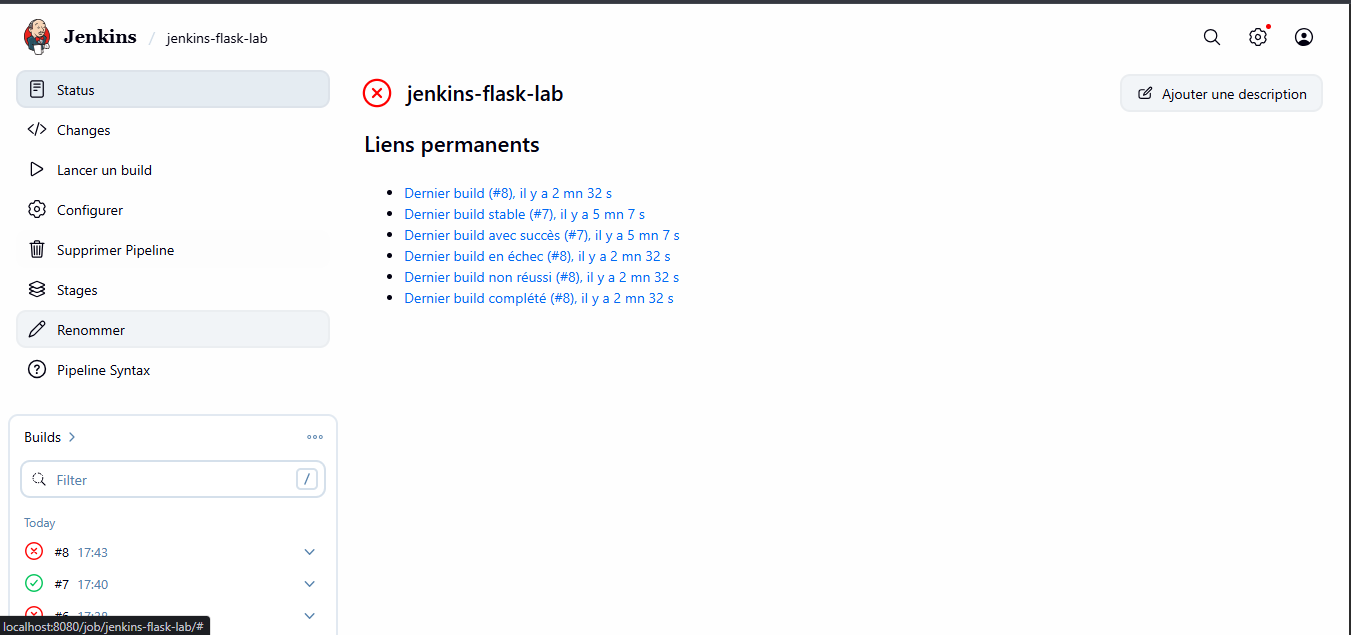 Jenkins / jenkins-flask-lab
Status
Changes
Lancer un build
Configurer
Supprimer Pipeline
Stages
Renommer
Pipeline Syntax
Builds
Filter /
Today
#8 17:43
#7 17:40
#6 17:38
localhost:8080/job/jenkins-flask-lab/#
jenkins-flask-lab
Ajouter une description
Liens permanents
Dernier build (#8), il y a 2 mn 32 s
Dernier build stable (#7), il y a 5 mn 7 s
Dernier build avec succès (#7), il y a 5 mn 7 s
Dernier build en échec (#8), il y a 2 mn 32 s
Dernier build non réussi (#8), il y a 2 mn 32 s
Dernier build complété (#8), il y a 2 mn 32 s